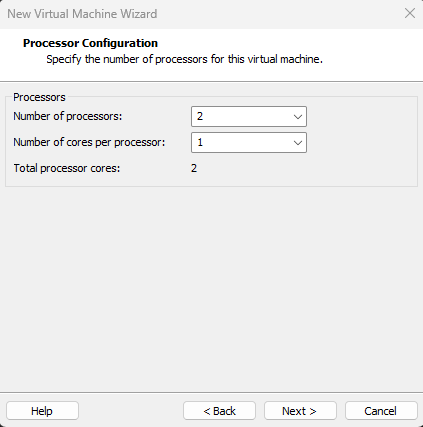 New Virtual Machine Wizard
Processor Configuration
Specify the number of processors for this virtual machine.
Processors
Number of processors: 2
Number of cores per processor: 1
Total processor cores: 2
Help < Back Next > Cancel